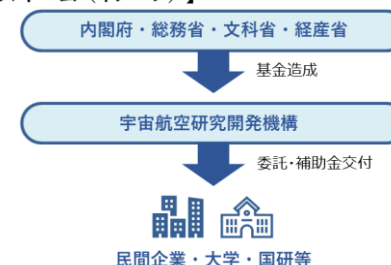 内閣府・総務省・文科省・経産省
基金造成
宇宙航空研究開発機構
委託・補助金交付
民間企業・大学・国研等